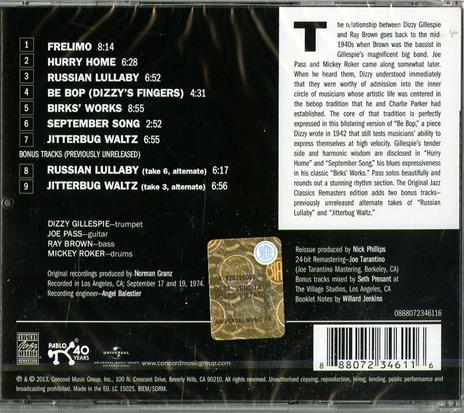 1 FRELIMO 8:14
2 HURRY HOME 6:28
3 RUSSIAN LULLABY 6:52
4 BE BOP (DIZZY'S FINGERS) 4:31
5 BIRKS' WORKS 8:55
6 SEPTEMBER SONG 2:52
7 JITTERBUG WALTZ 6:55
BONUS TRACKS (PREVIOUSLY UNRELEASED)
8 RUSSIAN LULLABY (take 6, alternate) 6:17
9 JITTERBUG WALTZ (take 3, alternate) 6:56
DIZZY GILLESPIE–trumpet
JOE PASS–guitar
RAY BROWN–bass
MICKEY ROKER–drums
Original recordings produced by Norman Granz
Recorded in Los Angeles, CA; September 17 and 19, 1974.
Recording engineer–Angel Balestier
The relationship between Dizzy Gillespie
and Ray Brown goes back to the mid-
1940s when Brown was the bassist in
Gillespie's magnificent big band. Joe
Pass and Mickey Roker came along somewhat later.
When he heard them, Dizzy understood immediately
that they were worthy of admission into the inner
circle of musicians whose artistic life was centered
in the bebop tradition that he and Charlie Parker had
established. The core of that tradition is perfectly
expressed in this blistering version of "Be Bop," a piece
Dizzy wrote in 1942 that still tests musicians' ability
to express themselves at high velocity. Gillespie's tender
side and harmonic wisdom are disclosed in "Hurry
Home" and "September Song," his blues expressiveness
in his classic "Birks' Works." Pass solos beautifully and
rounds out a stunning rhythm section. The Original Jazz
Classics Remasters edition adds two bonus tracks–
previously unreleased alternate takes of "Russian
Lullaby" and "Jitterbug Waltz."
Reissue produced by Nick Phillips
24-bit Remastering–Joe Tarantino
(Joe Tarantino Mastering, Berkeley, CA)
Bonus tracks mixed by Seth Presant at
The Village Studios, Los Angeles, CA
Booklet Notes by Willard Jenkins
0888072346116
SIAE
UNIVERSAL MUSIC
PABLO 40 YEARS
UNIVERSAL
www.concordmusicgroup.com
8 88072 34611 6
℗ © 2013, Concord Music Group, Inc., 100 N. Crescent Drive, Beverly Hills, CA 90210. All rights reserved. Unauthorized copying, reproduction, hiring, lending, public performance and
broadcasting prohibited. Made in the EU. LC 15025. BIEM/SDRM.